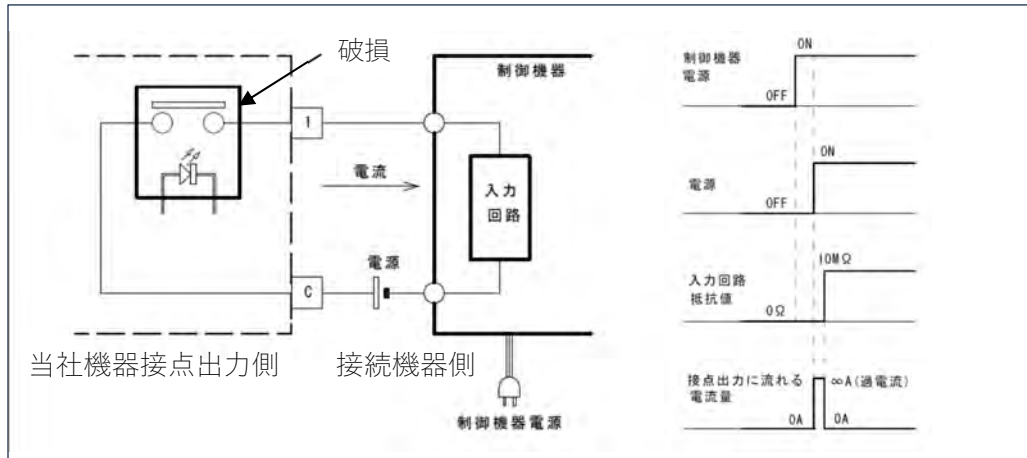 破損
制御機器
1
電流
入力
回路
電源
C
当社機器接点出力側
接続機器側
制御機器電源
制御機器
電源
ON
OFF
電源
ON
OFF
入力回路
抵抗値
10MΩ
0Ω
接点出力に流れる
電流量
∞A(過電流)
0A
0A